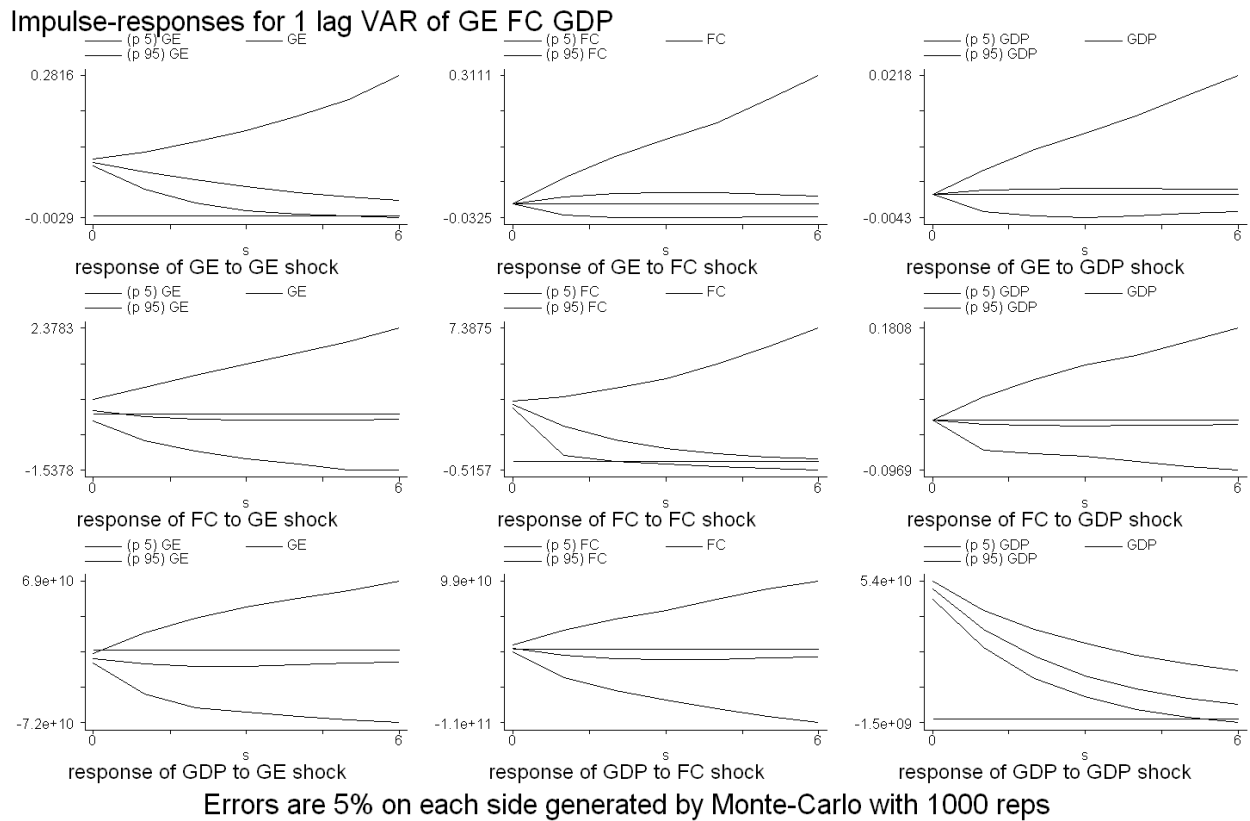 Impulse-responses for 1 lag VAR of GE FC GDP
(p 5) GE GE
(p 95) GE
0.2816
-0.0029
0 6
s
response of GE to GE shock
(p 5) FC FC
(p 95) FC
0.3111
-0.0325
0 6
s
response of GE to FC shock
(p 5) GDP GDP
(p 95) GDP
0.0218
-0.0043
0 6
s
response of GE to GDP shock
(p 5) GE GE
(p 95) GE
2.3783
-1.5378
0 6
s
response of FC to GE shock
(p 5) FC FC
(p 95) FC
7.3875
-0.5157
0 6
s
response of FC to FC shock
(p 5) GDP GDP
(p 95) GDP
0.1808
-0.0969
0 6
s
response of FC to GDP shock
(p 5) GE GE
(p 95) GE
6.9e+10
-7.2e+10
0 6
s
response of GDP to GE shock
(p 5) FC FC
(p 95) FC
9.9e+10
-1.1e+11
0 6
s
response of GDP to FC shock
(p 5) GDP GDP
(p 95) GDP
5.4e+10
-1.5e+09
0 6
s
response of GDP to GDP shock
Errors are 5% on each side generated by Monte-Carlo with 1000 reps